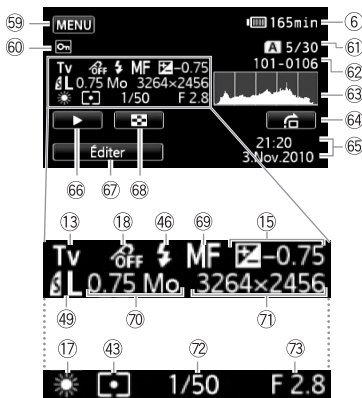 59 MENU 165min 6
60 A 5/30 61
101-0106 62
Tv OFF MF -0.75
L 0.75 Mo 3264×2456
1/50 F 2.8
63
64
Éditer
21:20
3.Nov.2010 65
66 67 68
13 18 46 69 15
Tv OFF MF -0.75
L 0.75 Mo 3264×2456
49 70 71
17 43 72 73
1/50 F 2.8